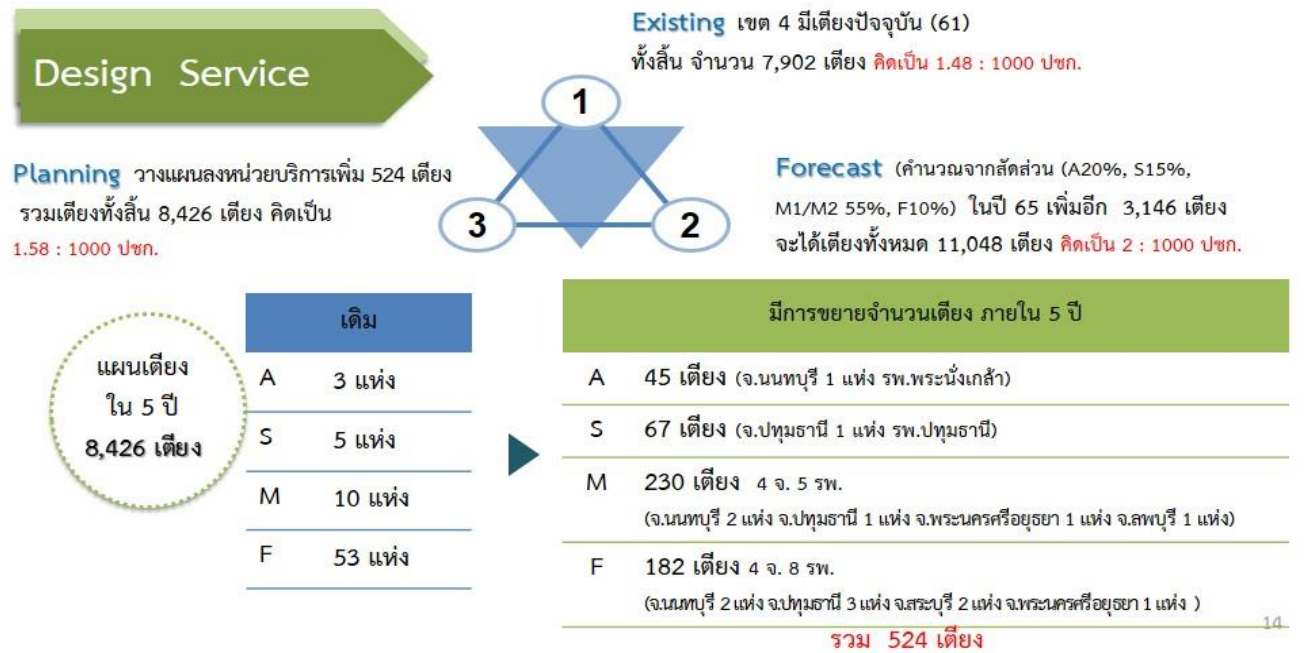 Design Service
Existing เขต 4 มีเตียงปัจจุบัน (61)
ทั้งสิ้น จำนวน 7,902 เตียง คิดเป็น 1.48 : 1000 ปชก.
1
Planning วางแผนลงหน่วยบริการเพิ่ม 524 เตียง
รวมเตียงทั้งสิ้น 8,426 เตียง คิดเป็น
1.58 : 1000 ปชก.
3
2
Forecast (คำนวณจากสัดส่วน (A20%, S15%,
M1/M2 55%, F10%) ในปี 65 เพิ่มอีก 3,146 เตียง
จะได้เตียงทั้งหมด 11,048 เตียง คิดเป็น 2 : 1000 ปชก.
แผนเตียง
ใน 5 ปี
8,426 เตียง
เดิม
A 3 แห่ง
S 5 แห่ง
M 10 แห่ง
F 53 แห่ง
มีการขยายจำนวนเตียง ภายใน 5 ปี
A 45 เตียง (จ.นนทบุรี 1 แห่ง รพ.พระนั่งเกล้า)
S 67 เตียง (จ.ปทุมธานี 1 แห่ง รพ.ปทุมธานี)
M 230 เตียง 4 จ. 5 รพ.
(จ.นนทบุรี 2 แห่ง จ.ปทุมธานี 1 แห่ง จ.พระนครศรีอยุธยา 1 แห่ง จ.ลพบุรี 1 แห่ง)
F 182 เตียง 4 จ. 8 รพ.
(จ.นนทบุรี 2 แห่ง จ.ปทุมธานี 3 แห่ง จ.สระบุรี 2 แห่ง จ.พระนครศรีอยุธยา 1 แห่ง )
รวม 524 เตียง
14